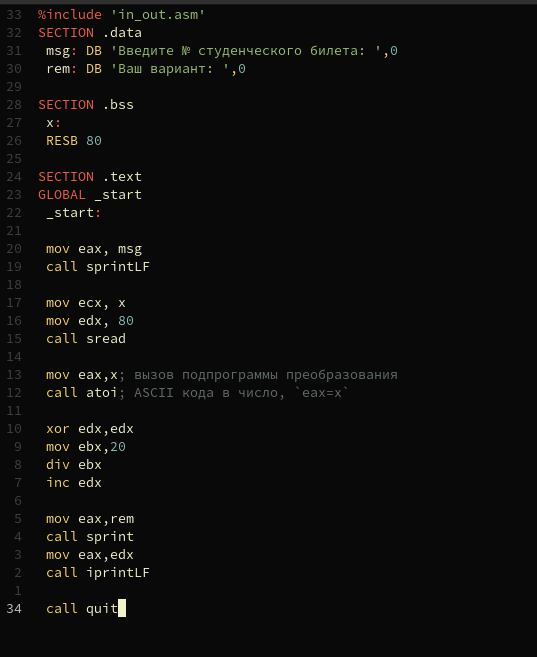 33 %include 'in_out.asm'
32 SECTION .data
31 msg: DB 'Введите № студенческого билета: ',0
30 rem: DB 'Ваш вариант: ',0
29
28 SECTION .bss
27 x:
26 RESB 80
25
24 SECTION .text
23 GLOBAL _start
22 _start:
21
20 mov eax, msg
19 call sprintLF
18
17 mov ecx, x
16 mov edx, 80
15 call sread
14
13 mov eax,x; вызов подпрограммы преобразования
12 call atoi; ASCII кода в число, `eax=x`
11
10 xor edx,edx
9 mov ebx,20
8 div ebx
7 inc edx
6
5 mov eax,rem
4 call sprint
3 mov eax,edx
2 call iprintLF
1
34 call quit